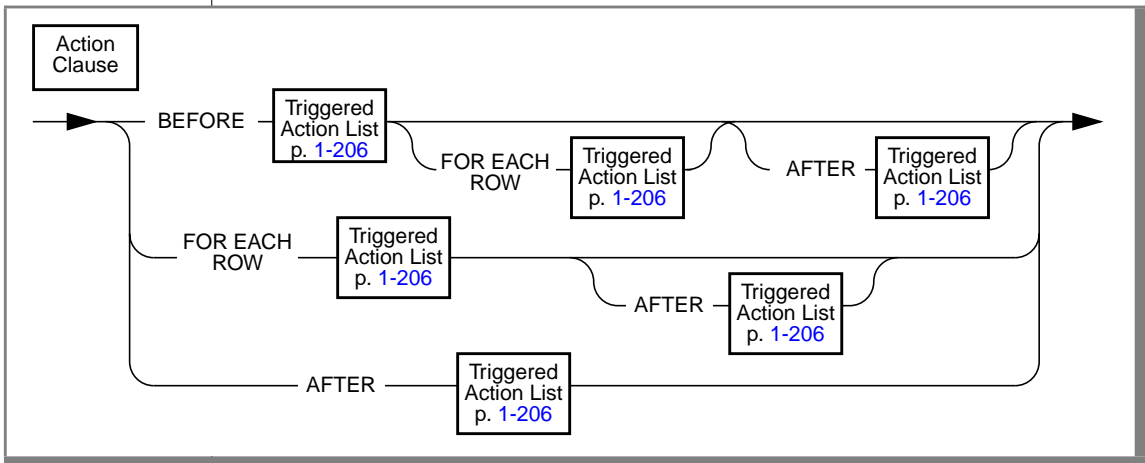 Action
Clause
BEFORE
Triggered
Action List
p. 1-206
FOR EACH
ROW
Triggered
Action List
p. 1-206
AFTER
Triggered
Action List
p. 1-206
FOR EACH
ROW
Triggered
Action List
p. 1-206
AFTER
Triggered
Action List
p. 1-206
AFTER
Triggered
Action List
p. 1-206